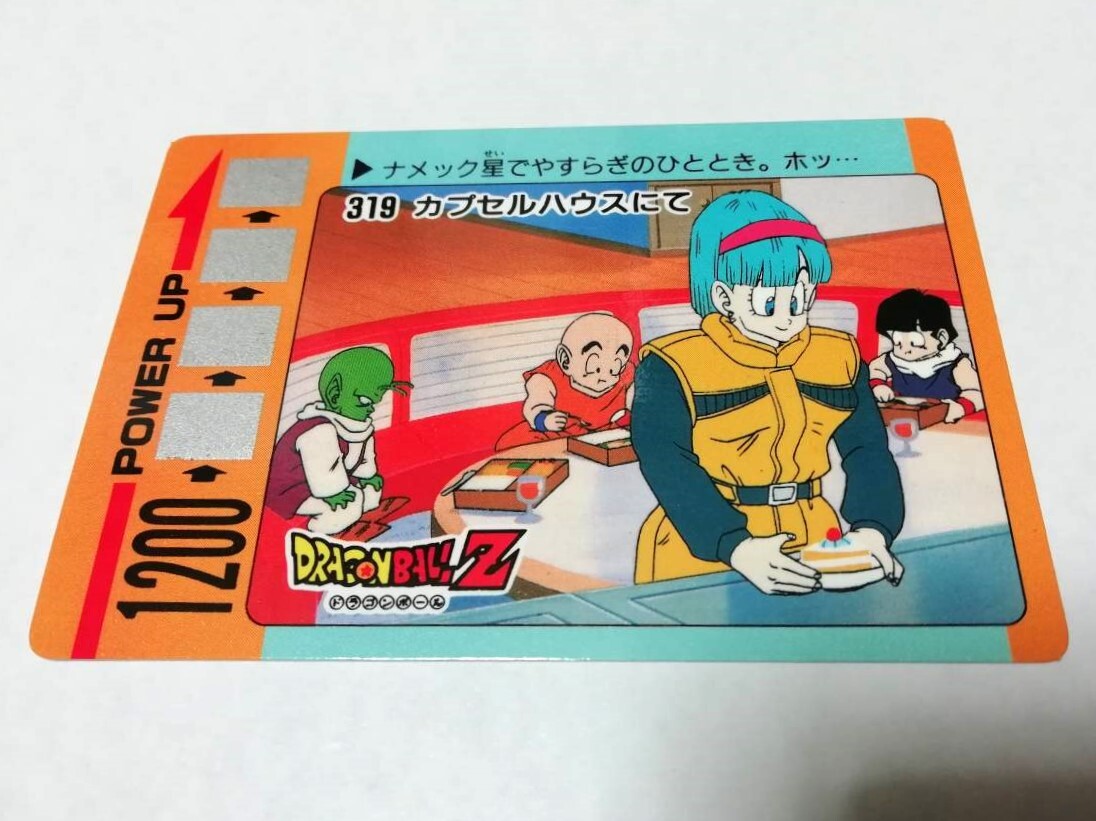 ▶ナメック星でやすらぎのひととき。ホッ…
せい
319 カプセルハウスにて
POWER UP
1200
DRAGON BALL Z
ドラゴンボール